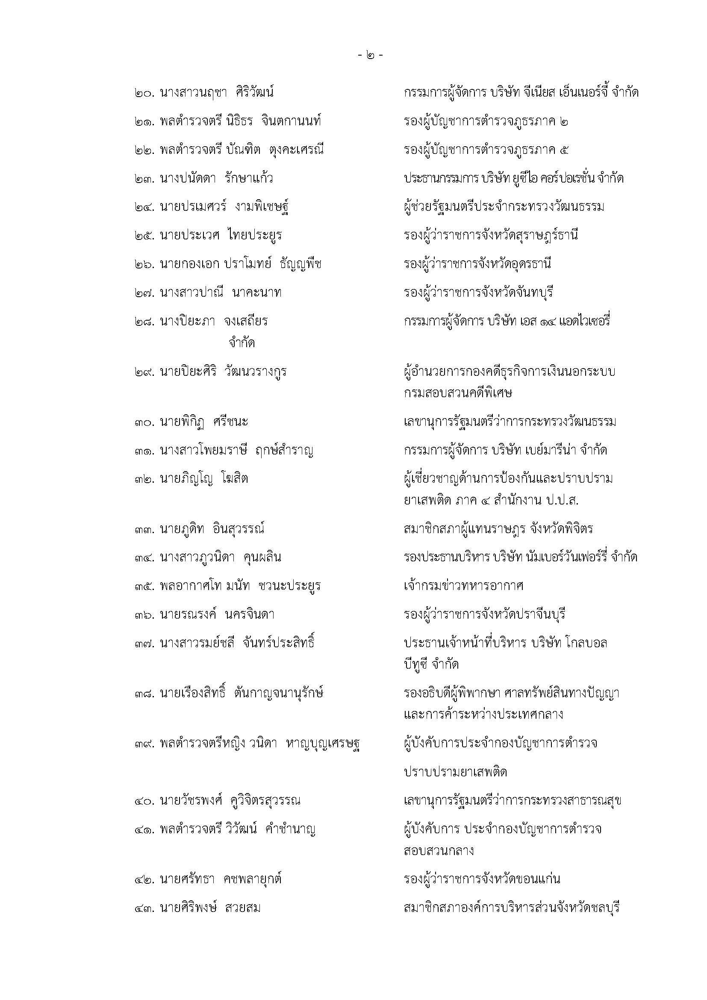 - ๒ -
๒๐. นางสาวนฤชา ศิริวัฒน์ กรรมการผู้จัดการ บริษัท จีเนียส เอ็นเนอร์จี้ จำกัด
๒๑. พลตำรวจตรี นิธิธร จินตกานนท์ รองผู้บัญชาการตำรวจภูธรภาค ๒
๒๒. พลตำรวจตรี บัณฑิต ตุงคะเศรณี รองผู้บัญชาการตำรวจภูธรภาค ๕
๒๓. นางปนัดดา รักษาแก้ว ประธานกรรมการ บริษัท ยูซีไอ คอร์ปอเรชั่น จำกัด
๒๔. นายปรเมศวร์ งามพิเชษฐ์ ผู้ช่วยรัฐมนตรีประจำกระทรวงวัฒนธรรม
๒๕. นายประเวศ ไทยประยูร รองผู้ว่าราชการจังหวัดสุราษฎร์ธานี
๒๖. นายกองเอก ปราโมทย์ ธัญญพืช รองผู้ว่าราชการจังหวัดอุดรธานี
๒๗. นางสาวปาณี นาคะนาท รองผู้ว่าราชการจังหวัดจันทบุรี
๒๘. นางปิยะภา จงเสถียร กรรมการผู้จัดการ บริษัท เอส ๑๔ แอดไวเซอรี่
จำกัด
๒๙. นายปิยะศิริ วัฒนวรางกูร ผู้อำนวยการกองคดีธุรกิจการเงินนอกระบบ
กรมสอบสวนคดีพิเศษ
๓๐. นายพิกิฏ ศรีชนะ เลขานุการรัฐมนตรีว่าการกระทรวงวัฒนธรรม
๓๑. นางสาวโพยมราษี ฤกษ์สำราญ กรรมการผู้จัดการ บริษัท เบย์มารีน่า จำกัด
๓๒. นายภิญโญ โฆสิต ผู้เชี่ยวชาญด้านการป้องกันและปราบปราม
ยาเสพติด ภาค ๔ สำนักงาน ป.ป.ส.
๓๓. นายภูดิท อินสุวรรณ์ สมาชิกสภาผู้แทนราษฎร จังหวัดพิจิตร
๓๔. นางสาวภูวนิดา คุนผลิน รองประธานบริหาร บริษัท นัมเบอร์วันเฟอร์รี่ จำกัด
๓๕. พลอากาศโท มนัท ชวนะประยูร เจ้ากรมข่าวทหารอากาศ
๓๖. นายรณรงค์ นครจินดา รองผู้ว่าราชการจังหวัดปราจีนบุรี
๓๗. นางสาวรมย์ชลี จันทร์ประสิทธิ์ ประธานเจ้าหน้าที่บริหาร บริษัท โกลบอล
บีทูซี จำกัด
๓๘. นายเรืองสิทธิ์ ตันกาญจนานุรักษ์ รองอธิบดีผู้พิพากษา ศาลทรัพย์สินทางปัญญา
และการค้าระหว่างประเทศกลาง
๓๙. พลตำรวจตรีหญิง วนิดา หาญบุญเศรษฐ ผู้บังคับการประจำกองบัญชาการตำรวจ
ปราบปรามยาเสพติด
๔๐. นายวัชรพงศ์ คูวิจิตรสุวรรณ เลขานุการรัฐมนตรีว่าการกระทรวงสาธารณสุข
๔๑. พลตำรวจตรี วิวัฒน์ คำชำนาญ ผู้บังคับการ ประจำกองบัญชาการตำรวจ
สอบสวนกลาง
๔๒. นายศรัทธา คชพลายุกต์ รองผู้ว่าราชการจังหวัดขอนแก่น
๔๓. นายศิริพงษ์ สวยสม สมาชิกสภาองค์การบริหารส่วนจังหวัดชลบุรี